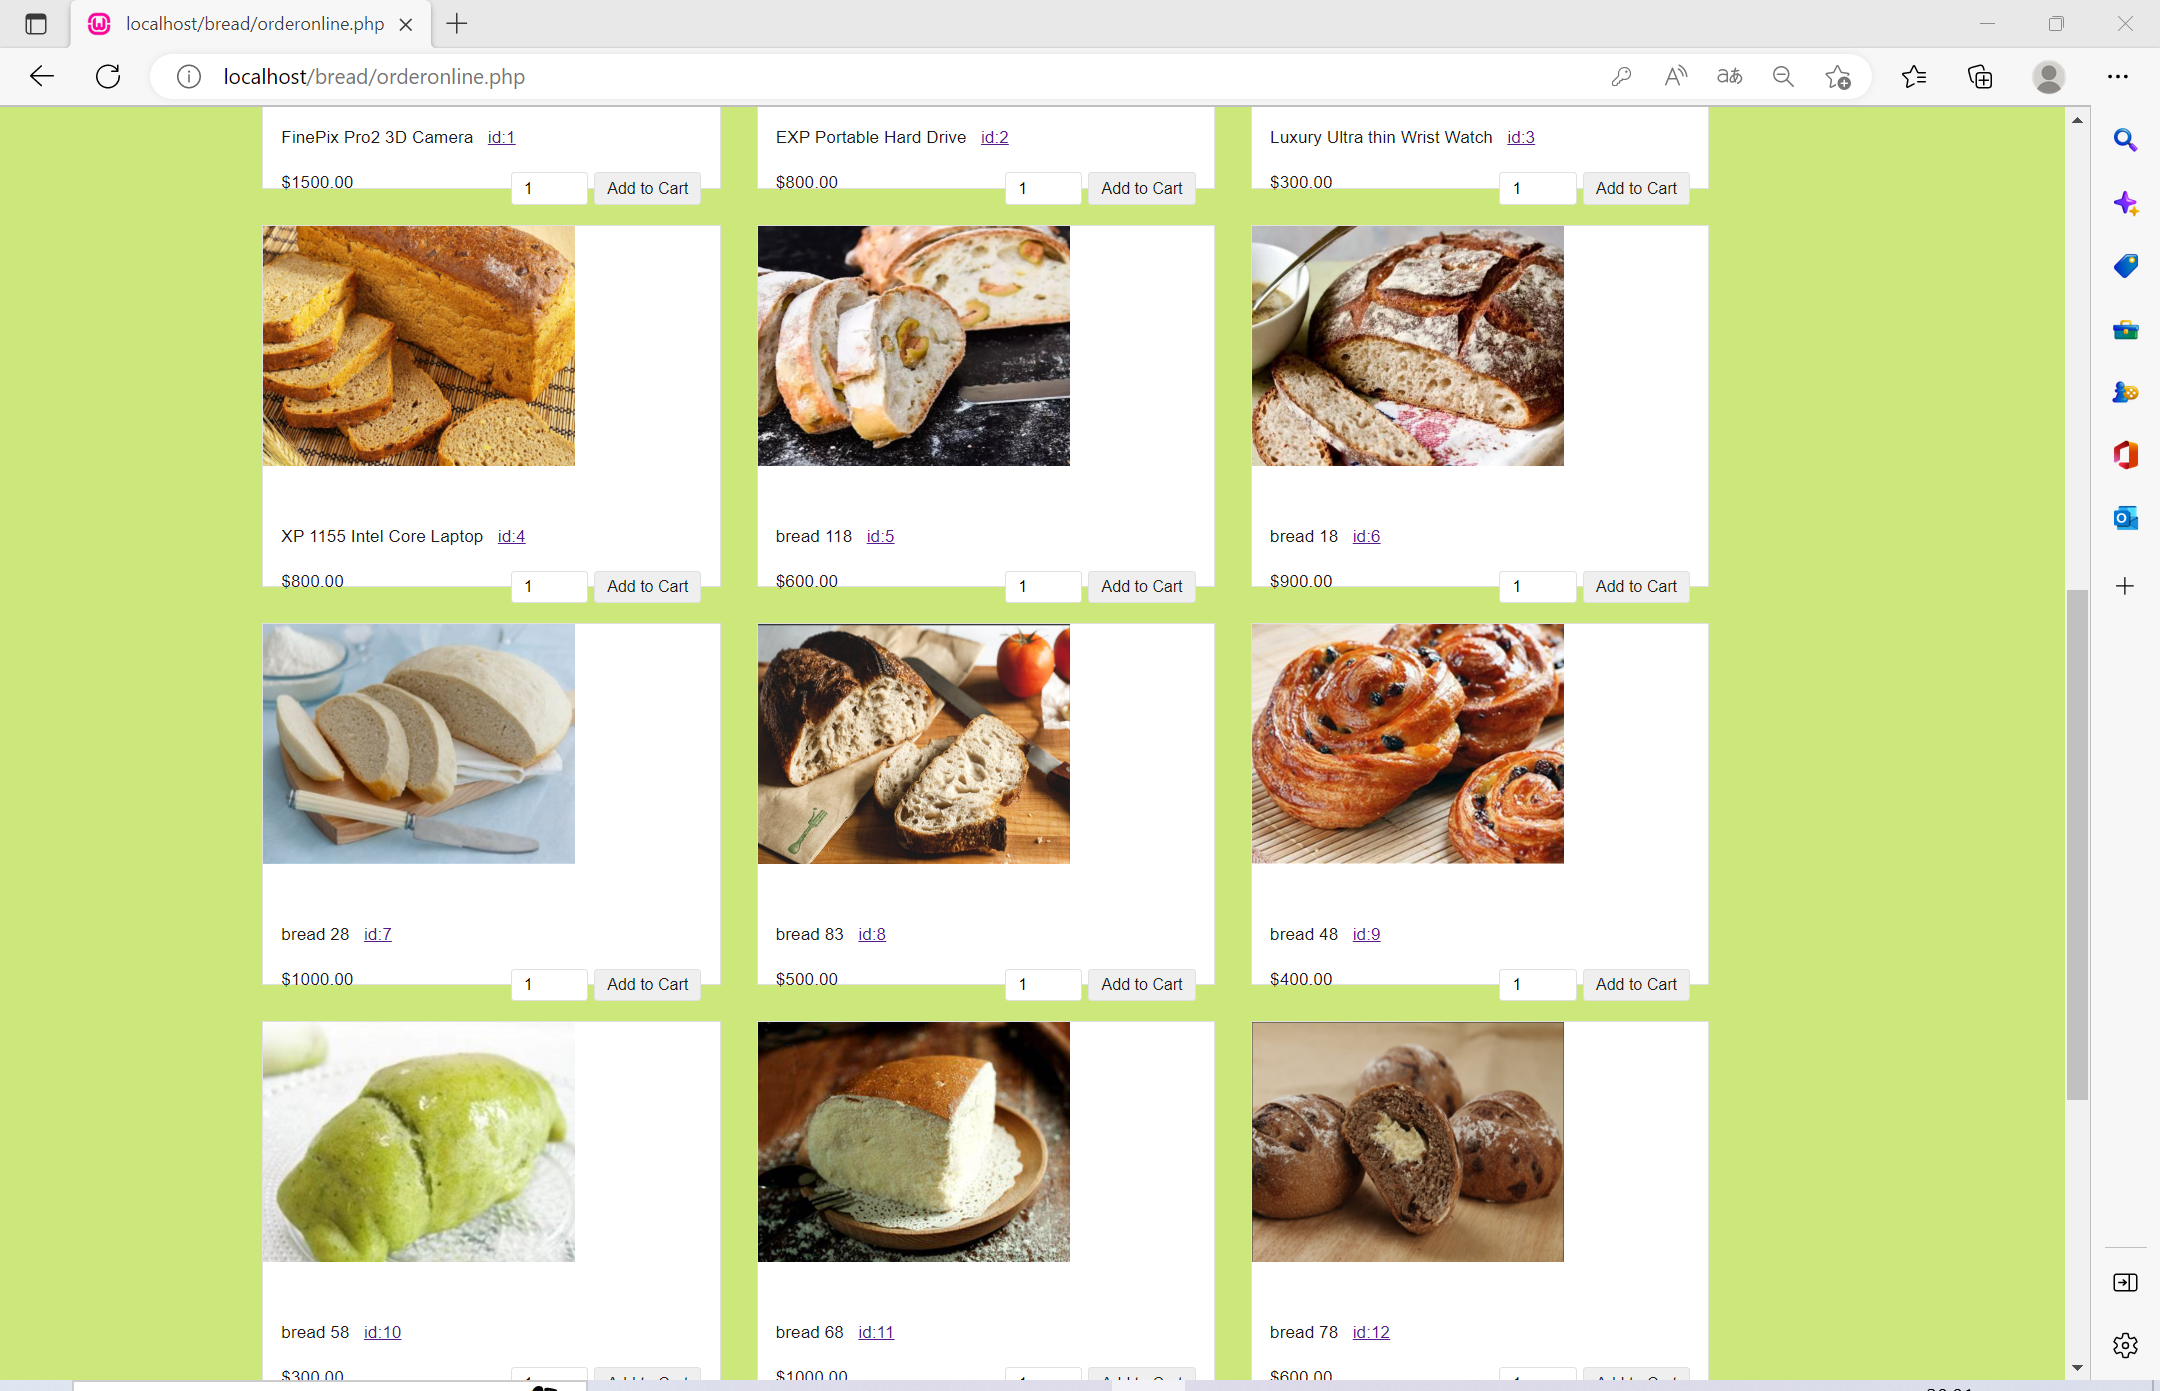 localhost/bread/orderonline.php
localhost/bread/orderonline.php
FinePix Pro2 3D Camera id:1
EXP Portable Hard Drive id:2
Luxury Ultra thin Wrist Watch id:3
$1500.00 1 Add to Cart
$800.00 1 Add to Cart
$300.00 1 Add to Cart
XP 1155 Intel Core Laptop id:4
bread 118 id:5
bread 18 id:6
$800.00 1 Add to Cart
$600.00 1 Add to Cart
$900.00 1 Add to Cart
bread 28 id:7
bread 83 id:8
bread 48 id:9
$1000.00 1 Add to Cart
$500.00 1 Add to Cart
$400.00 1 Add to Cart
bread 58 id:10
bread 68 id:11
bread 78 id:12
$300.00
$1000.00
$600.00